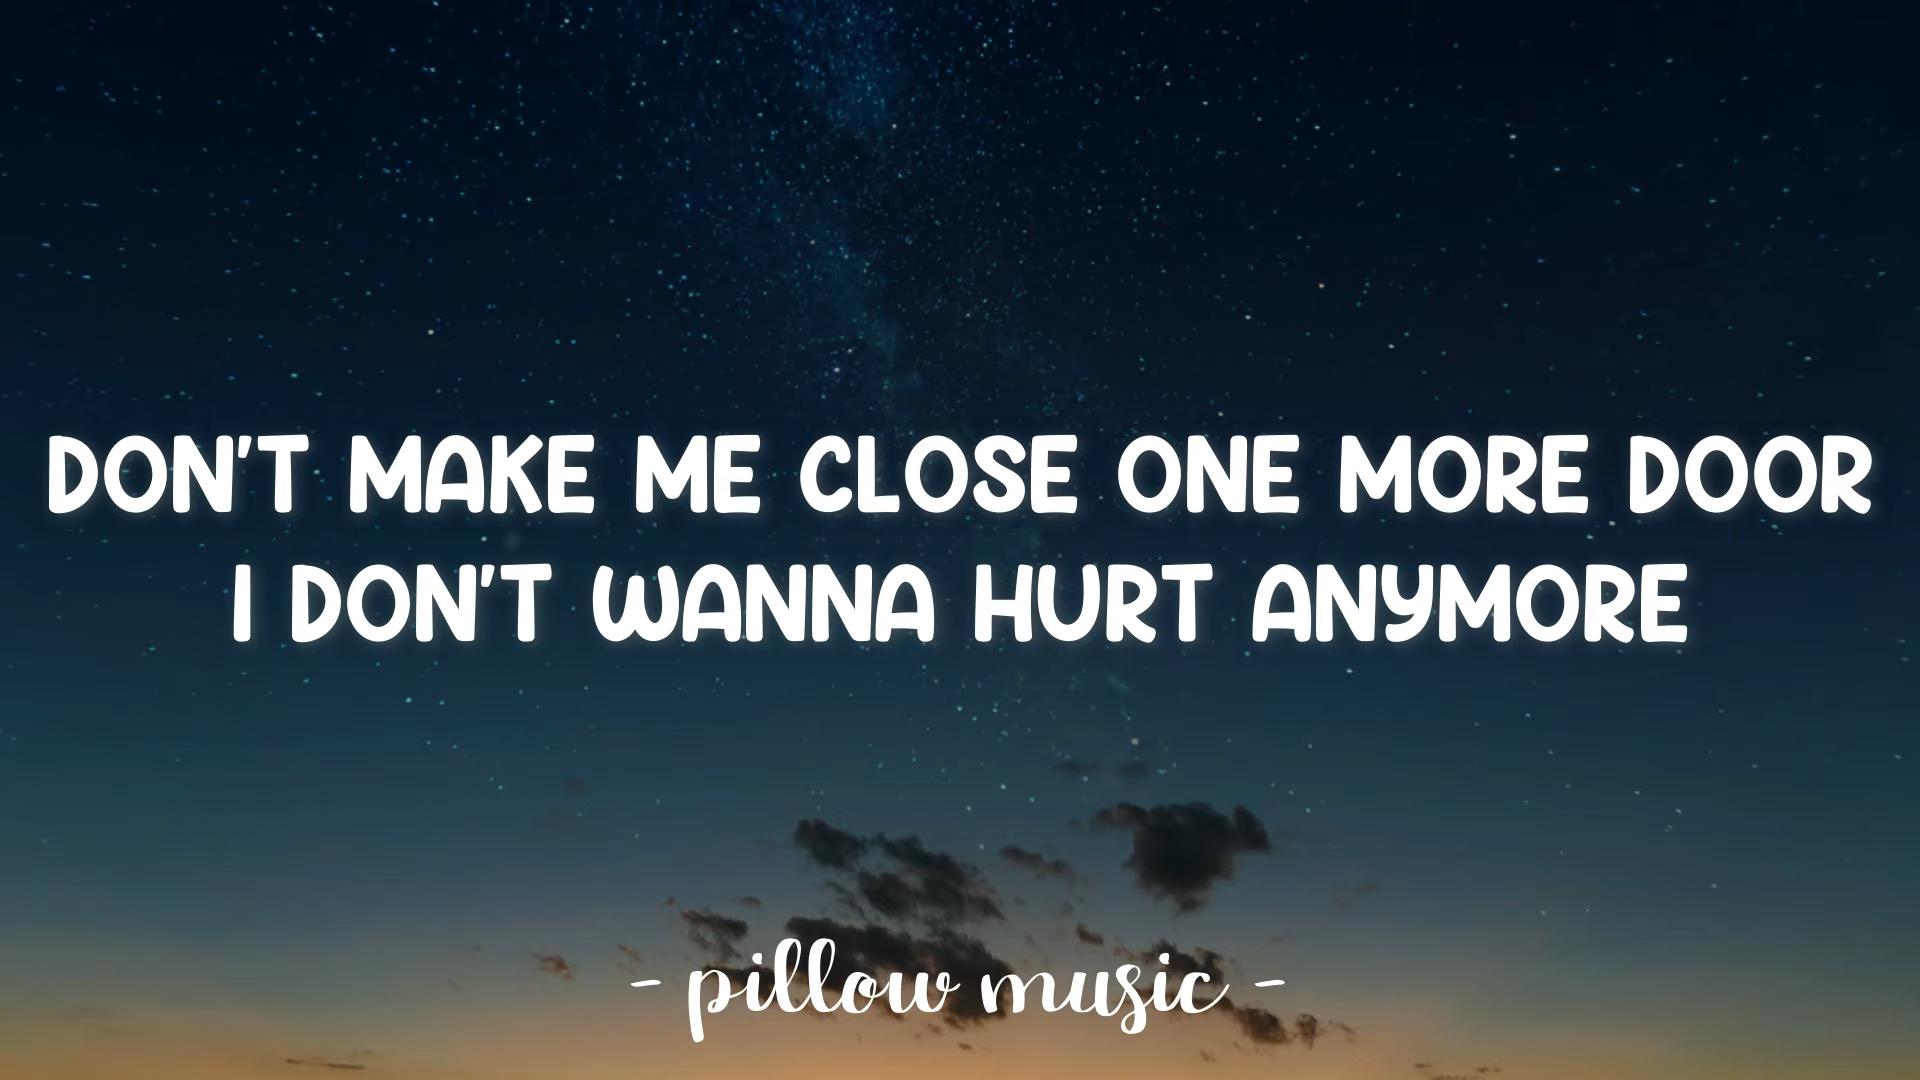 DON'T MAKE ME CLOSE ONE MORE DOOR
I DON'T WANNA HURT ANYMORE
- pillow music -